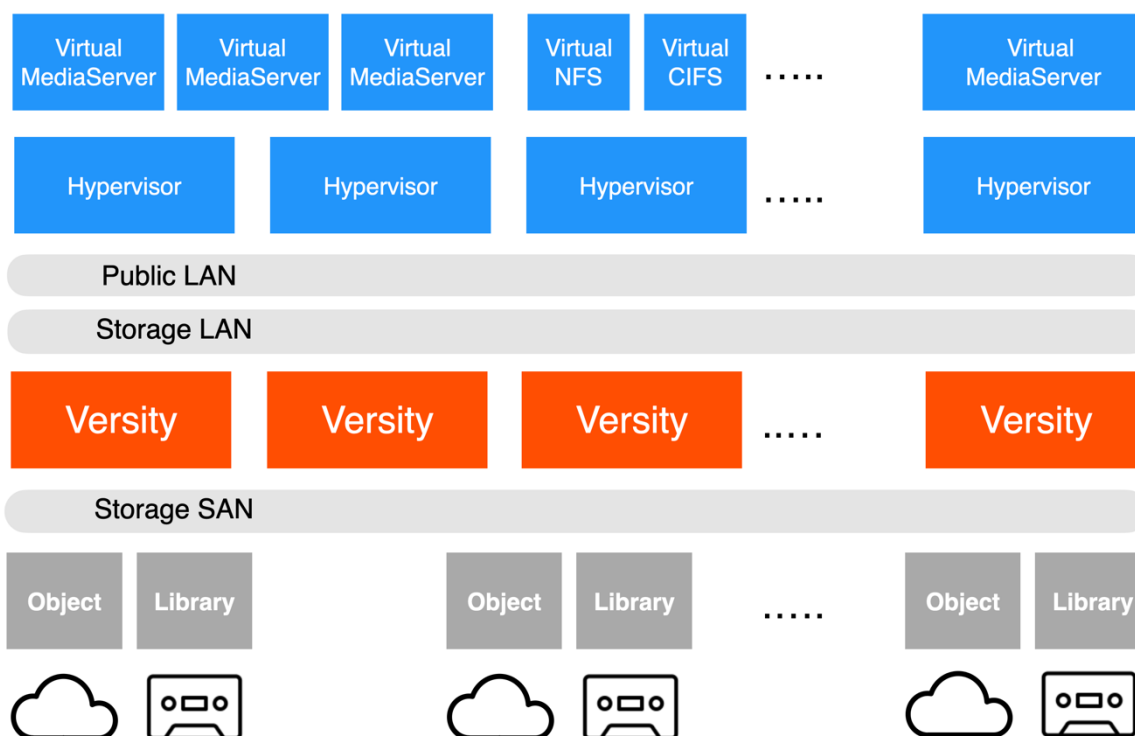 Virtual MediaServer
Virtual MediaServer
Virtual MediaServer
Virtual NFS
Virtual CIFS
.....
Virtual MediaServer
Hypervisor
Hypervisor
Hypervisor
.....
Hypervisor
Public LAN
Storage LAN
Versity
Versity
Versity
.....
Versity
Storage SAN
Object
Library
Object
Library
.....
Object
Library